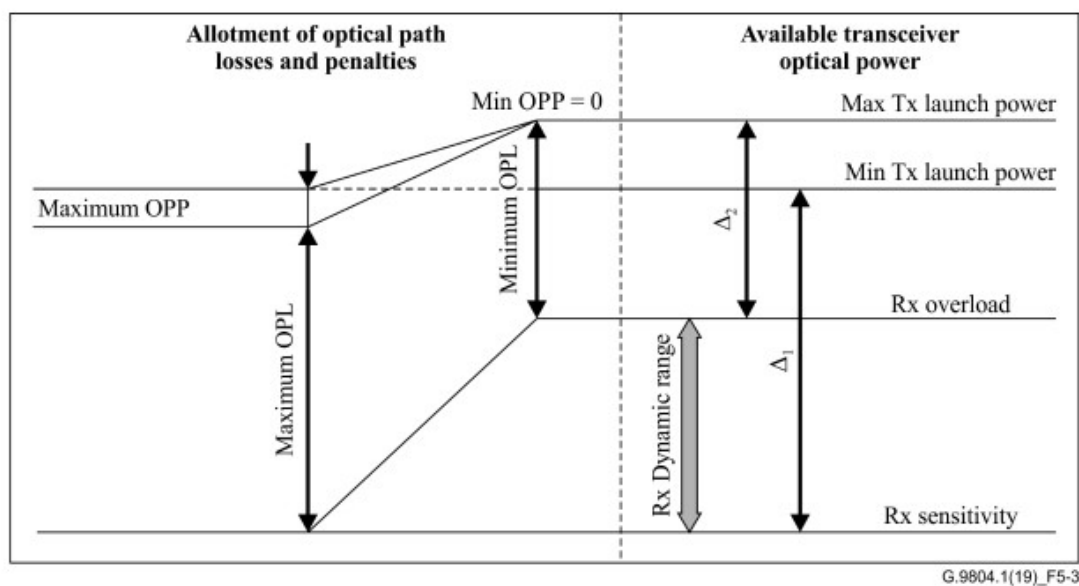 Allotment of optical path
losses and penalties
Available transceiver
optical power
Min OPP = 0
Max Tx launch power
Min Tx launch power
Maximum OPP
Minimum OPL
Δ₂
Rx overload
Maximum OPL
Δ₁
Rx Dynamic range
Rx sensitivity
G.9804.1(19)_F5-3